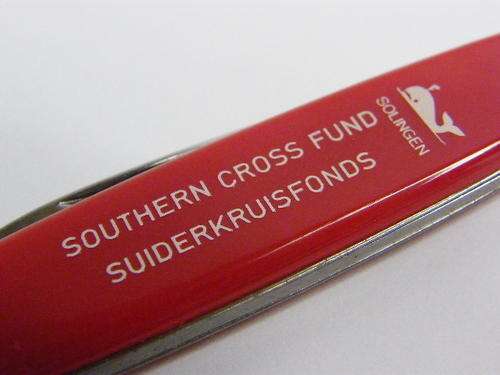 SOUTHERN CROSS FUND
SUIDERKRUISFONDS
SOLINGEN